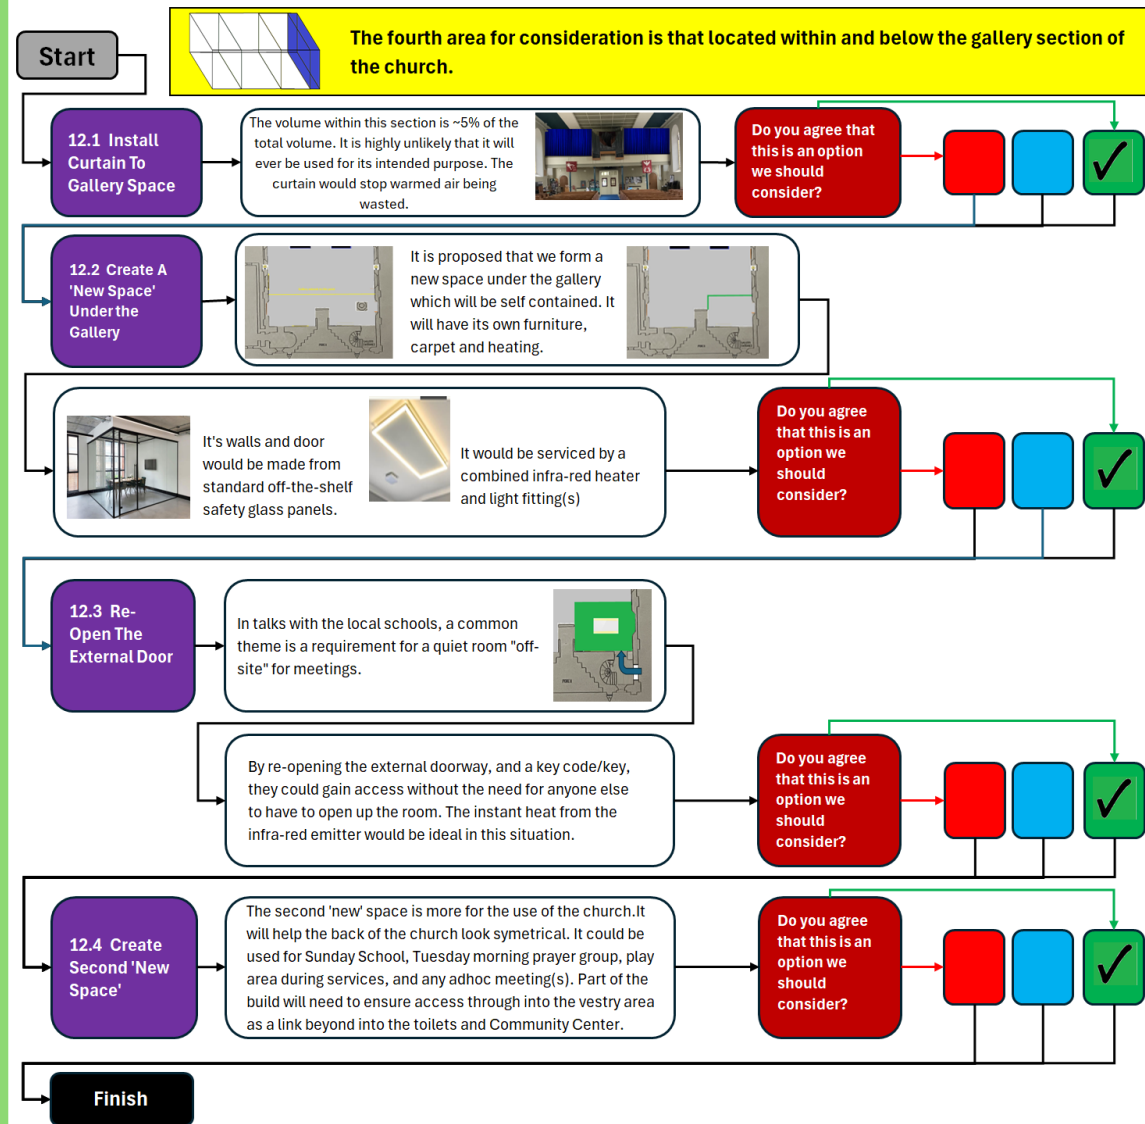 Start
The fourth area for consideration is that located within and below the gallery section of
the church.
12.1 Install
Curtain To
Gallery Space
The volume within this section is ~5% of the
total volume. It is highly unlikely that it will
ever be used for its intended purpose. The
curtain would stop warmed air being
wasted.
Do you agree that
this is an option
we should
consider?
12.2 Create A
'New Space'
Under the
Gallery
It is proposed that we form a
new space under the gallery
which will be self contained. It
will have its own furniture,
carpet and heating.
It's walls and door
would be made from
standard off-the-shelf
safety glass panels.
It would be serviced by a
combined infra-red heater
and light fitting(s)
Do you agree
that this is an
option we
should
consider?
12.3 Re-
Open The
External Door
In talks with the local schools, a common
theme is a requirement for a quiet room "off-
site" for meetings.
By re-opening the external doorway, and a key code/key,
they could gain access without the need for anyone else
to have to open up the room. The instant heat from the
infra-red emitter would be ideal in this situation.
Do you agree
that this is an
option we
should
consider?
12.4 Create
Second 'New
Space'
The second 'new' space is more for the use of the church.It
will help the back of the church look symetrical. It could be
used for Sunday School, Tuesday morning prayer group, play
area during services, and any adhoc meeting(s). Part of the
build will need to ensure access through into the vestry area
as a link beyond into the toilets and Community Center.
Do you agree
that this is an
option we
should
consider?
Finish